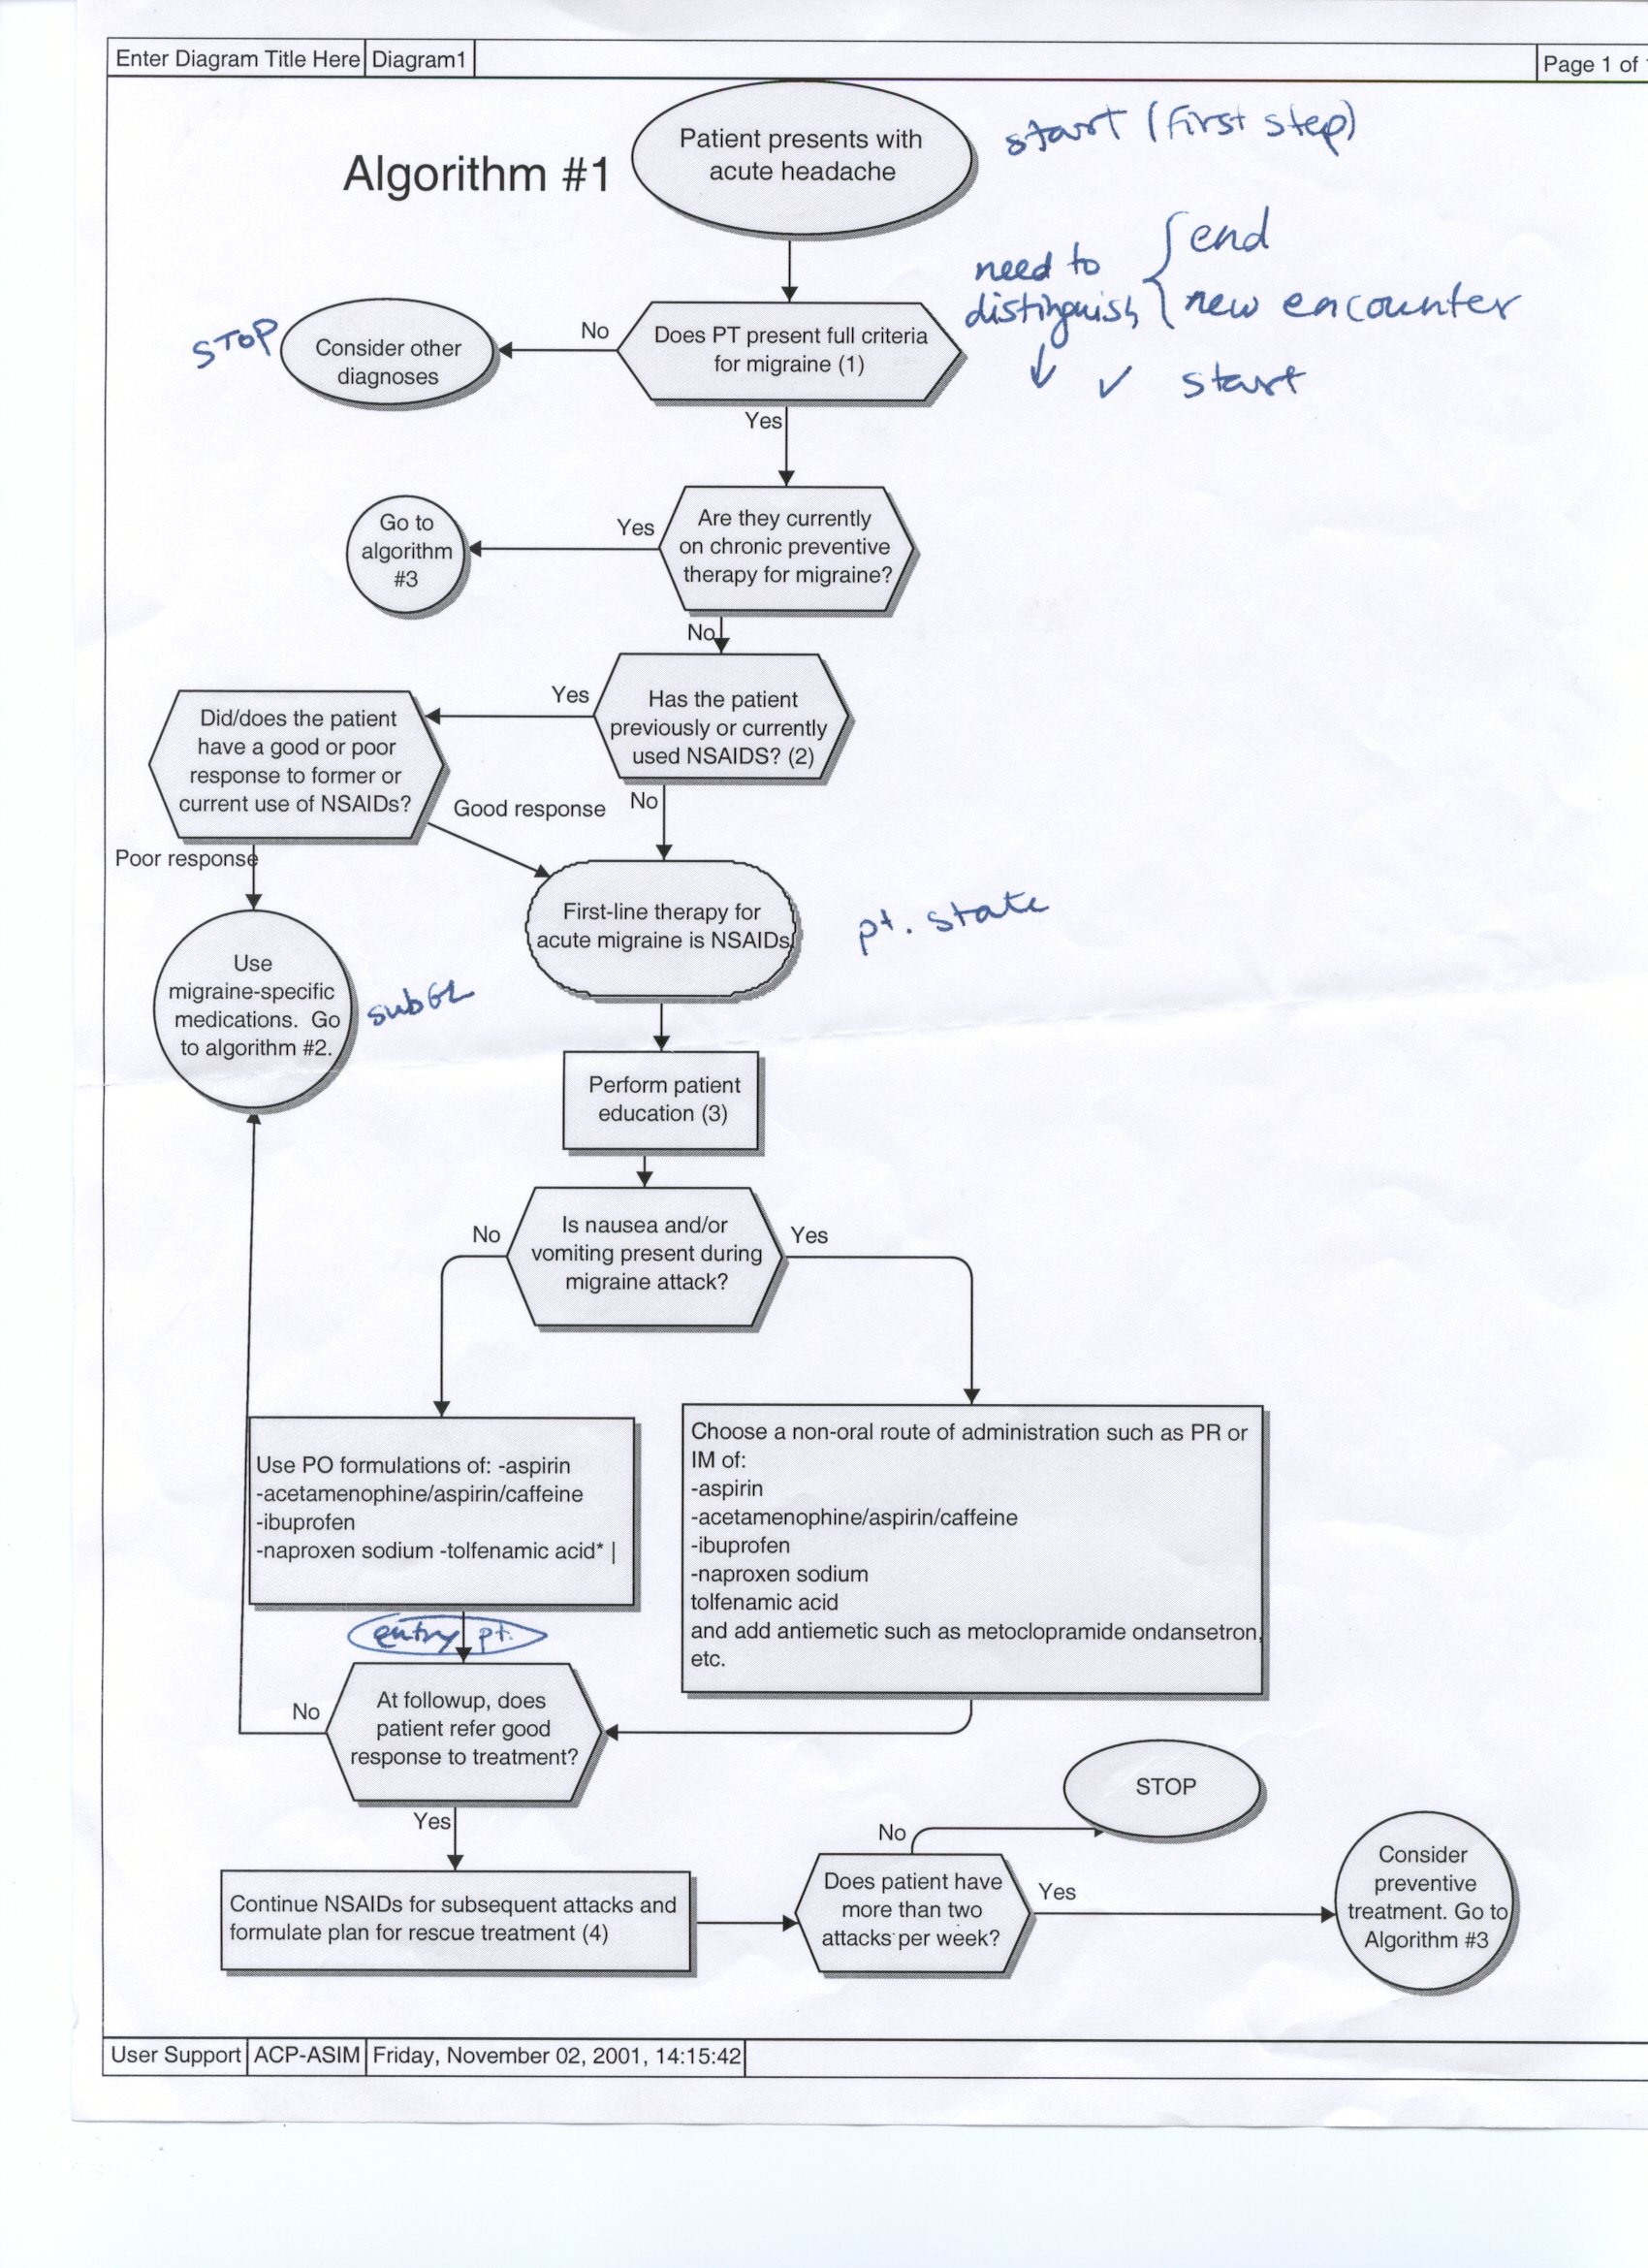 Enter Diagram Title Here Diagram1
Page 1 of
Algorithm #1
Patient presents with
acute headache
start (First step)
need to
distinguish
end
new encounter
✓ start
STOP
Consider other
diagnoses
No
Does PT present full criteria
for migraine (1)
Yes
Go to
algorithm
#3
Yes
Are they currently
on chronic preventive
therapy for migraine?
No
Did/does the patient
have a good or poor
response to former or
current use of NSAIDs?
Yes
Has the patient
previously or currently
used NSAIDS? (2)
Good response
No
Poor response
First-line therapy for
acute migraine is NSAIDs
pt. state
Use
migraine-specific
medications. Go
to algorithm #2.
subGL
Perform patient
education (3)
No
Is nausea and/or
vomiting present during
migraine attack?
Yes
Use PO formulations of: -aspirin
-acetamenophine/aspirin/caffeine
-ibuprofen
-naproxen sodium -tolfenamic acid* |
Choose a non-oral route of administration such as PR or
IM of:
-aspirin
-acetamenophine/aspirin/caffeine
-ibuprofen
-naproxen sodium
tolfenamic acid
and add antiemetic such as metoclopramide ondansetron,
etc.
entry pt.
No
At followup, does
patient refer good
response to treatment?
Yes
STOP
No
Continue NSAIDs for subsequent attacks and
formulate plan for rescue treatment (4)
Does patient have
more than two
attacks per week?
Yes
Consider
preventive
treatment. Go to
Algorithm #3
User Support ACP-ASIM Friday, November 02, 2001, 14:15:42